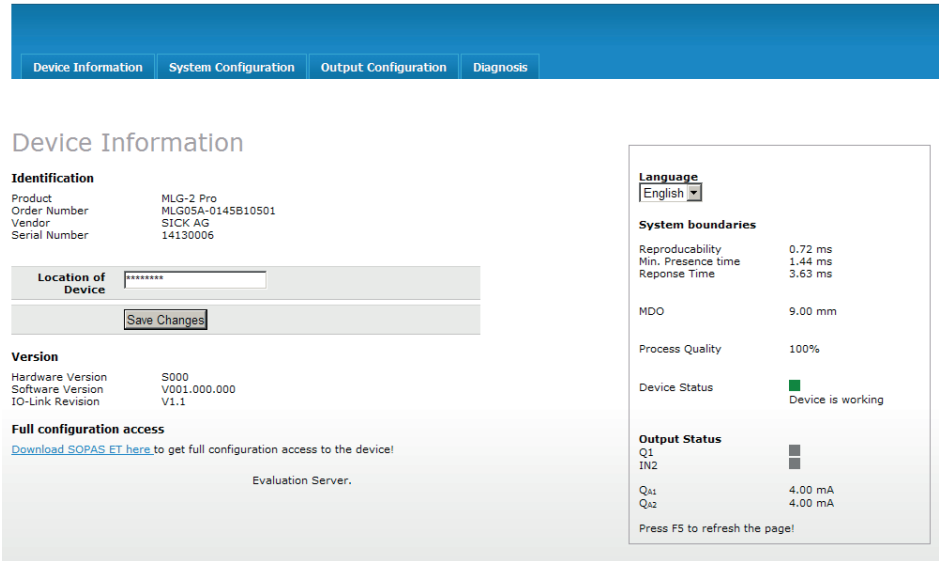 Device Information System Configuration Output Configuration Diagnosis
Device Information
Identification
Product MLG-2 Pro
Order Number MLG05A-0145B10501
Vendor SICK AG
Serial Number 14130006
Location of
Device ********
Save Changes
Version
Hardware Version S000
Software Version V001.000.000
IO-Link Revision V1.1
Full configuration access
Download SOPAS ET here to get full configuration access to the device!
Evaluation Server.
Language
English
System boundaries
Reproducability 0.72 ms
Min. Presence time 1.44 ms
Reponse Time 3.63 ms
MDO 9.00 mm
Process Quality 100%
Device Status
Device is working
Output Status
Q1
IN2
QA1 4.00 mA
QA2 4.00 mA
Press F5 to refresh the page!